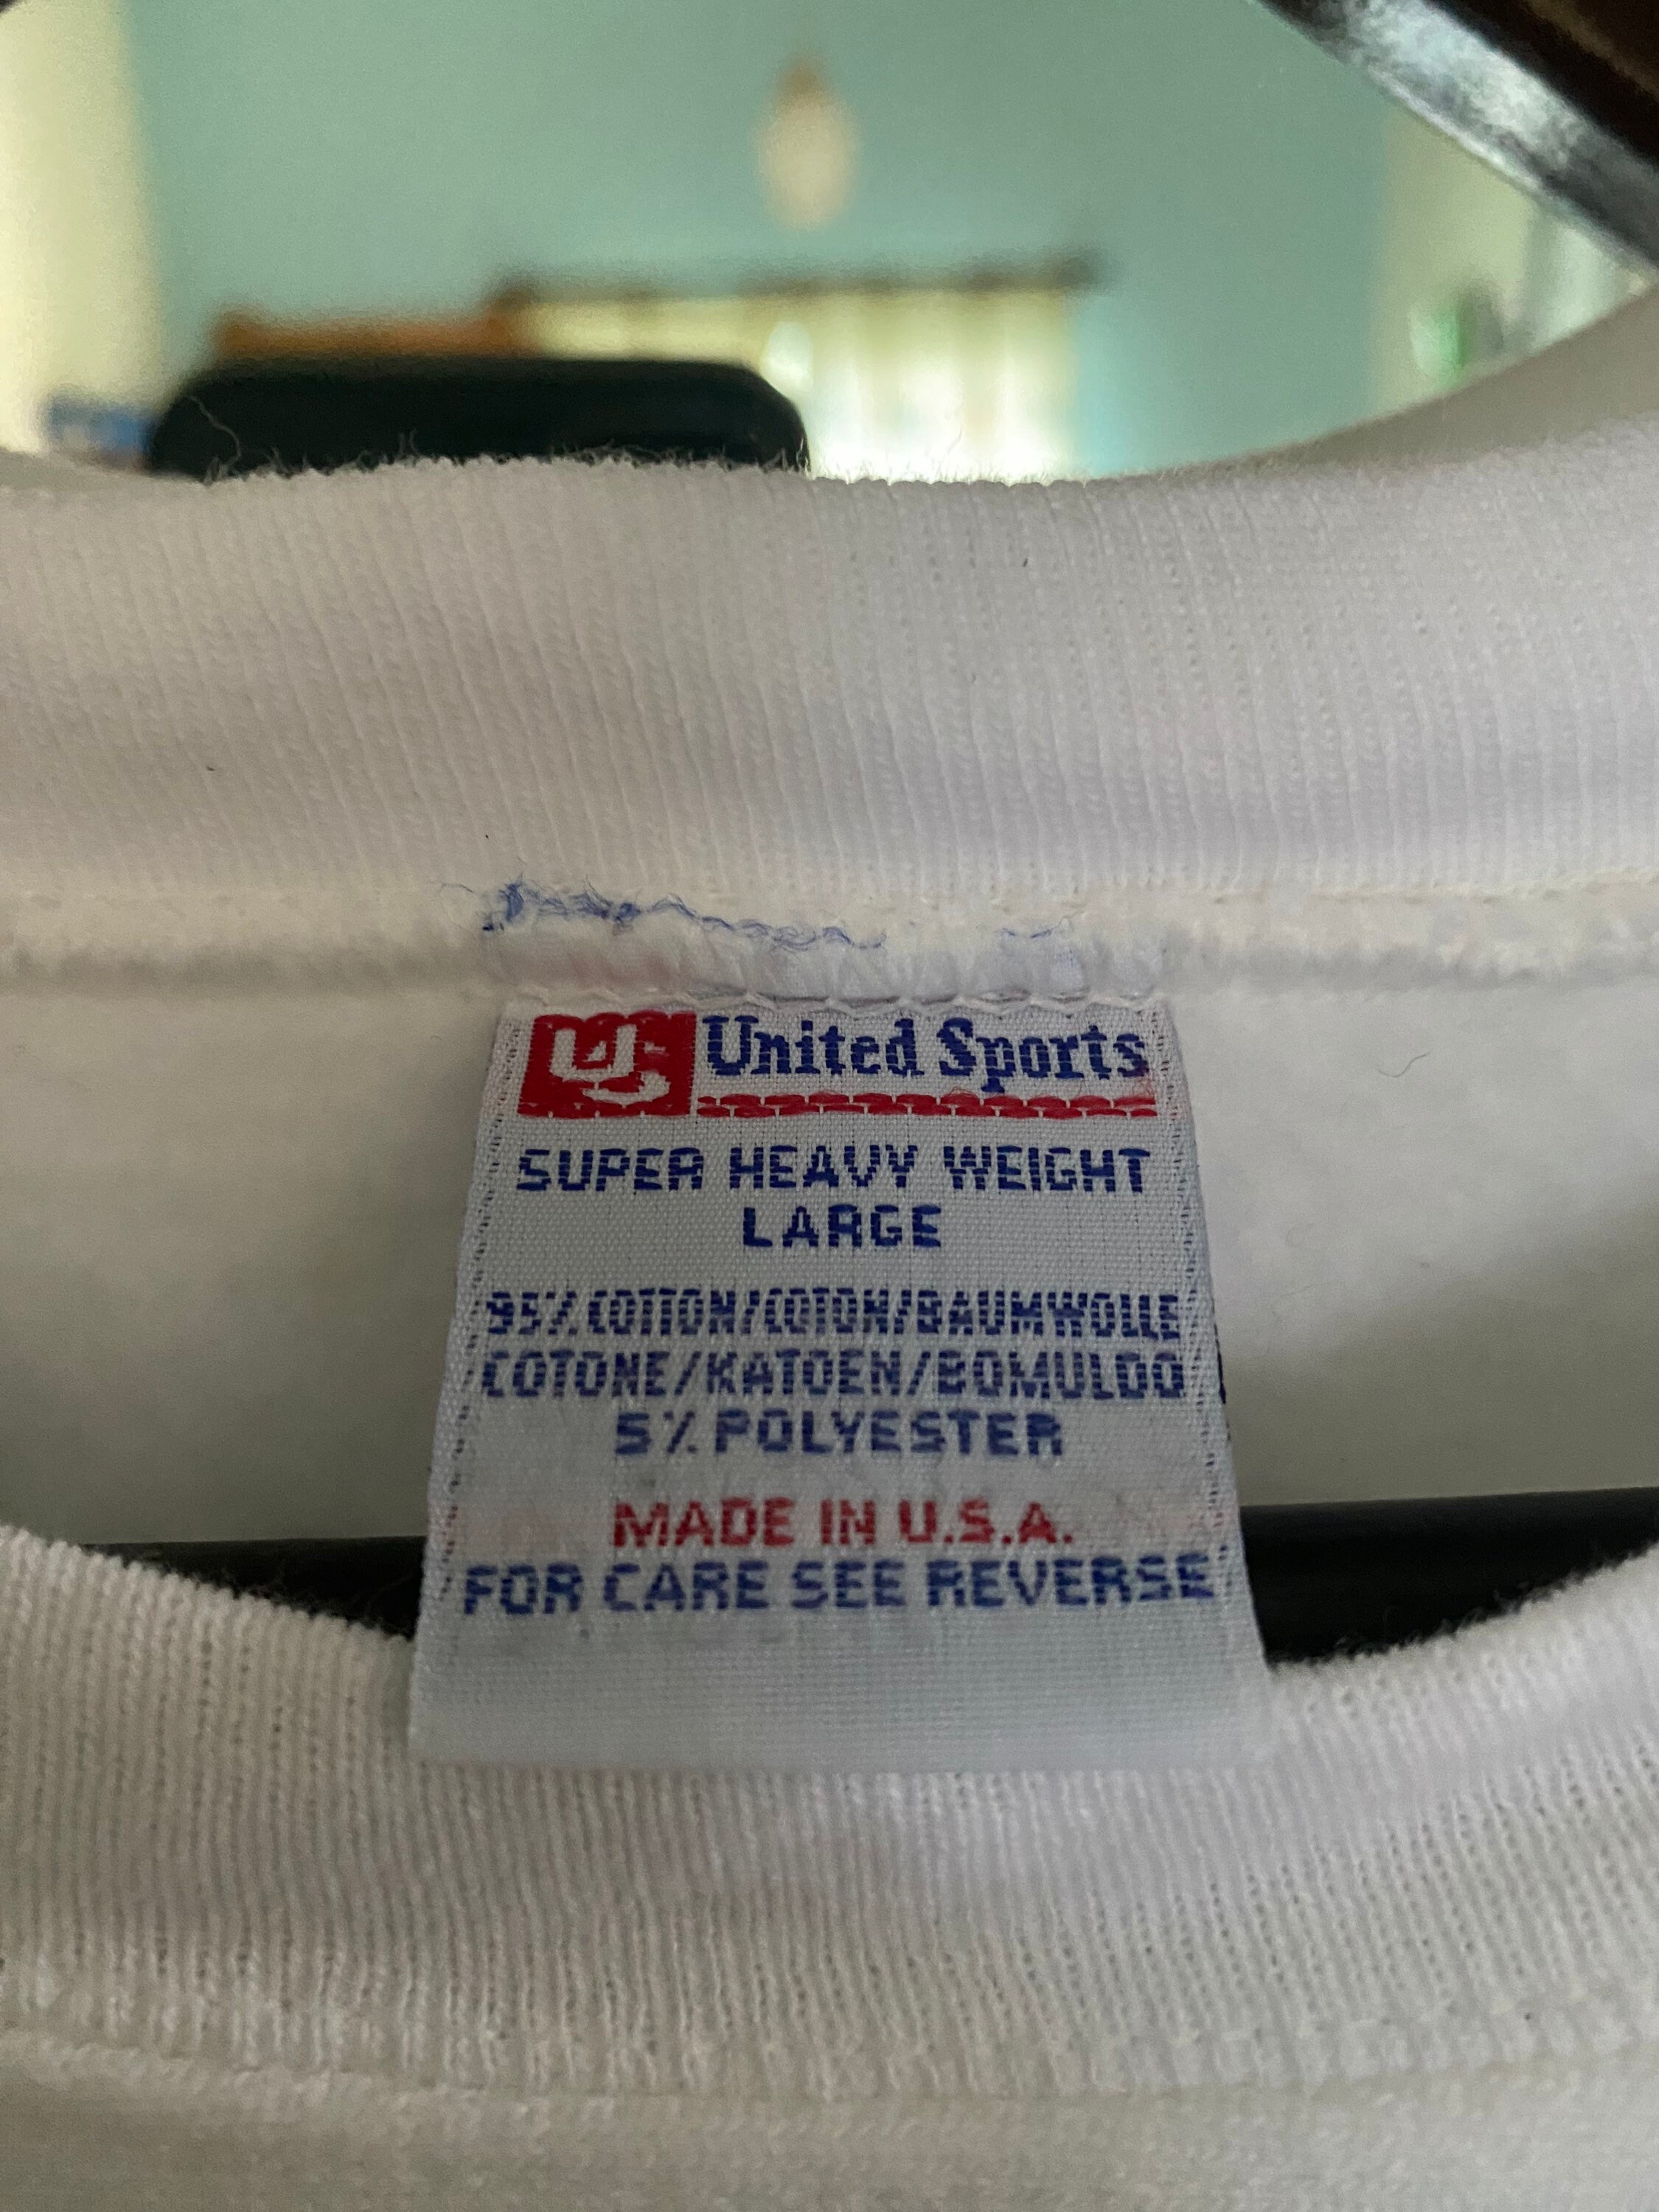 US United Sports
SUPER HEAVY WEIGHT
LARGE
95% COTTON/COTON/BAUMWOLLE
COTONE/KATOEN/BOMULDO
5% POLYESTER
MADE IN U.S.A.
FOR CARE SEE REVERSE